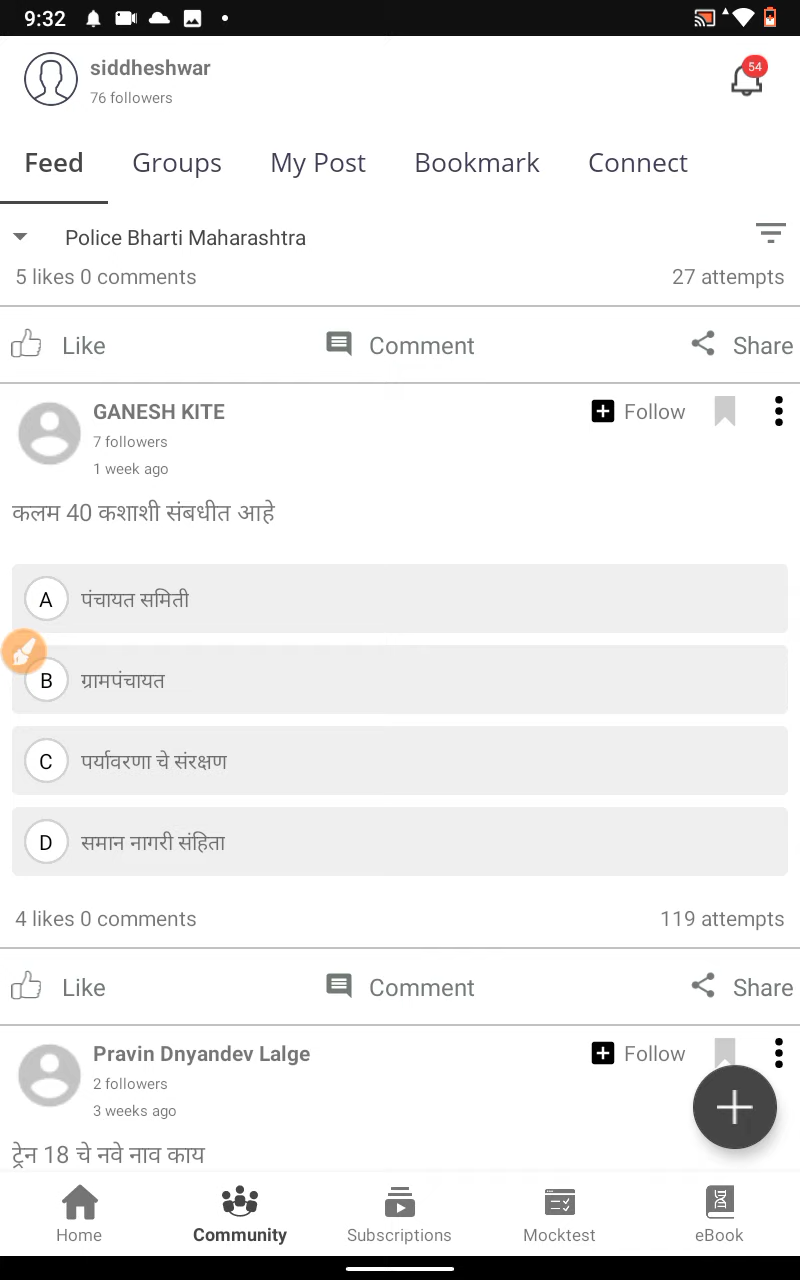 9:32
siddheshwar
76 followers
54
Feed Groups My Post Bookmark Connect
Police Bharti Maharashtra
5 likes 0 comments 27 attempts
Like Comment Share
GANESH KITE Follow
7 followers
1 week ago
कलम 40 कशाशी संबधीत आहे
A पंचायत समिती
B ग्रामपंचायत
C पर्यावरणा चे संरक्षण
D समान नागरी संहिता
4 likes 0 comments 119 attempts
Like Comment Share
Pravin Dnyandev Lalge Follow
2 followers
3 weeks ago
ट्रेन 18 चे नवे नाव काय
Home Community Subscriptions Mocktest eBook